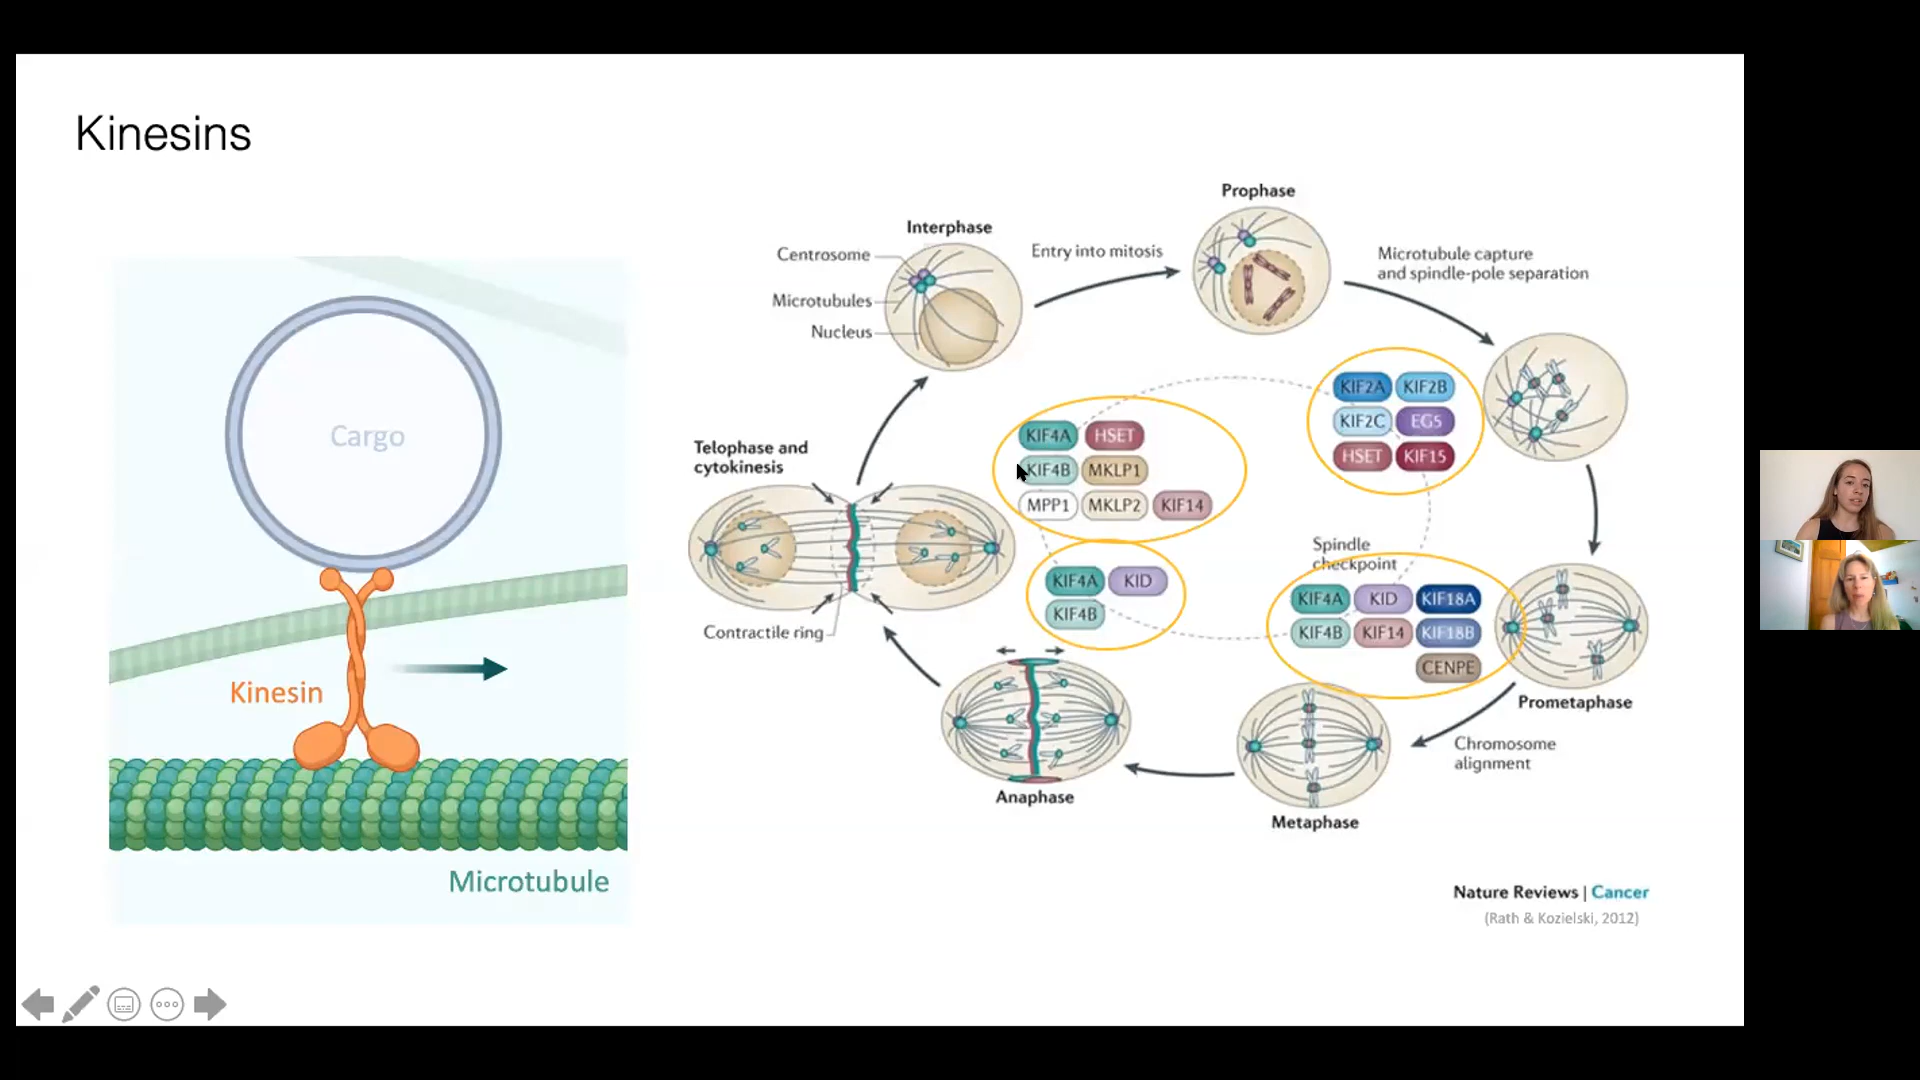 Kinesins
Cargo
Kinesin
Microtubule
Interphase
Centrosome
Microtubules
Nucleus
Entry into mitosis
Prophase
Microtubule capture
and spindle-pole separation
KIF2A KIF2B
KIF2C EG5
HSET KIF15
Spindle
checkpoint
KIF4A KID KIF18A
KIF4B KIF14 KIF18B
CENPE
Prometaphase
Chromosome
alignment
Metaphase
Anaphase
KIF4A KID
KIF4B
Telophase and
cytokinesis
Contractile ring
KIF4A HSET
KIF4B MKLP1
MPP1 MKLP2 KIF14
Nature Reviews | Cancer
(Rath & Kozielski, 2012)